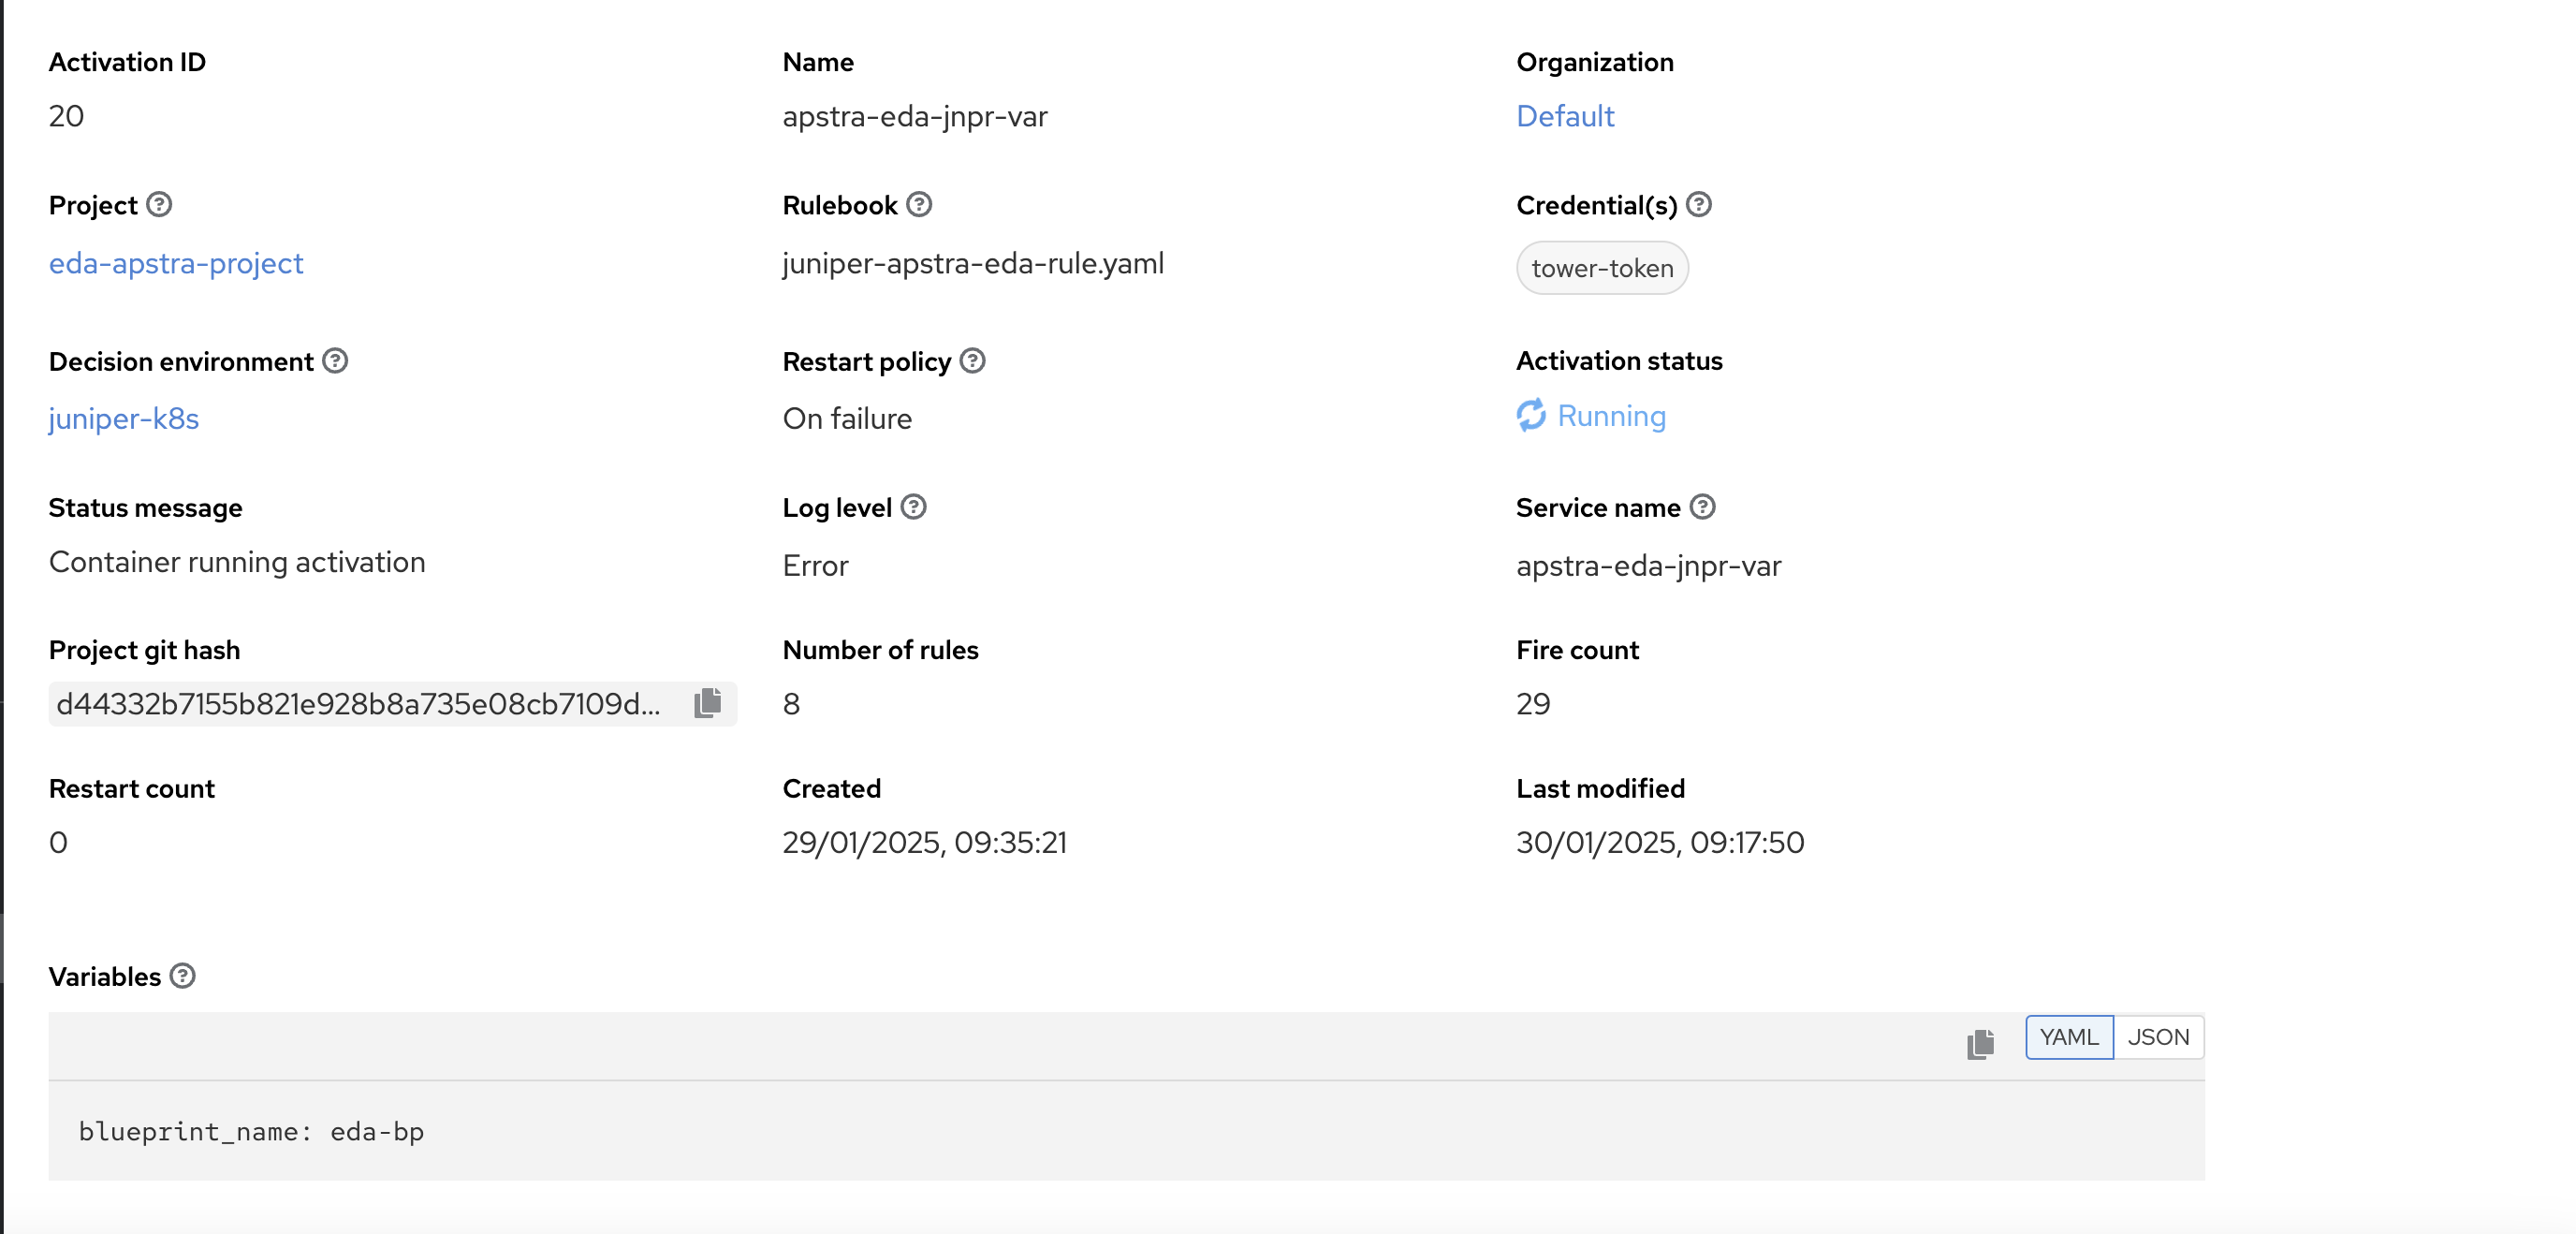 Activation ID
20
Name
apstra-eda-jnpr-var
Organization
Default
Project
eda-apstra-project
Rulebook
juniper-apstra-eda-rule.yaml
Credential(s)
tower-token
Decision environment
juniper-k8s
Restart policy
On failure
Activation status
Running
Status message
Container running activation
Log level
Error
Service name
apstra-eda-jnpr-var
Project git hash
d44332b7155b821e928b8a735e08cb7109d...
Number of rules
8
Fire count
29
Restart count
0
Created
29/01/2025, 09:35:21
Last modified
30/01/2025, 09:17:50
Variables
YAML JSON
blueprint_name: eda-bp